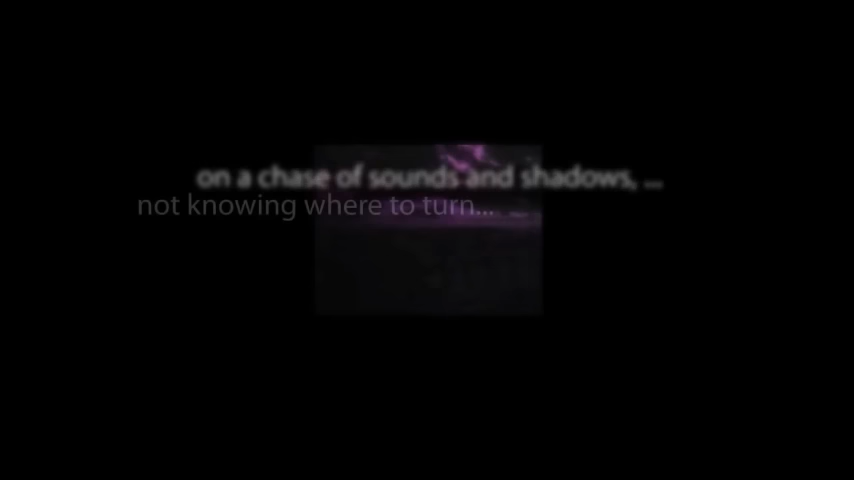 on a chase of sounds and shadows, ...
not knowing where to turn...